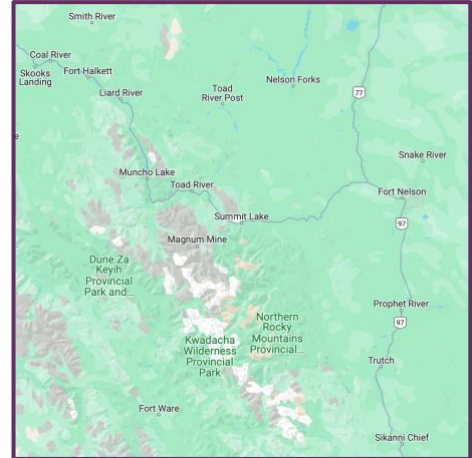 Smith River
Coal River
Skooks
Landing
Fort Halkett
Liard River
Toad
River Post
Nelson Forks
77
Snake River
Muncho Lake
Toad River
Fort Nelson
Summit Lake
97
Magnum Mine
Dune Za
Keyih
Provincial
Park and...
Prophet River
97
Northern
Rocky
Mountains
Provincial...
Kwadacha
Wilderness
Provincial
Park
Trutch
Fort Ware
Sikanni Chief